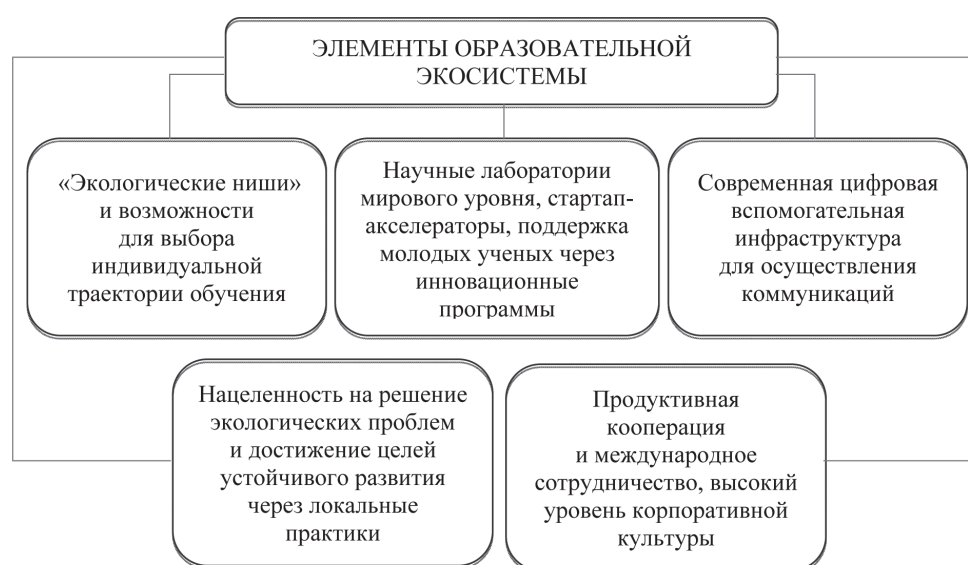 ЭЛЕМЕНТЫ ОБРАЗОВАТЕЛЬНОЙ
ЭКОСИСТЕМЫ
«Экологические ниши»
и возможности
для выбора
индивидуальной
траектории обучения
Научные лаборатории
мирового уровня, стартап-
акселераторы, поддержка
молодых ученых через
инновационные
программы
Современная цифровая
вспомогательная
инфраструктура
для осуществления
коммуникаций
Нацеленность на решение
экологических проблем
и достижение целей
устойчивого развития
через локальные
практики
Продуктивная
кооперация
и международное
сотрудничество, высокий
уровень корпоративной
культуры